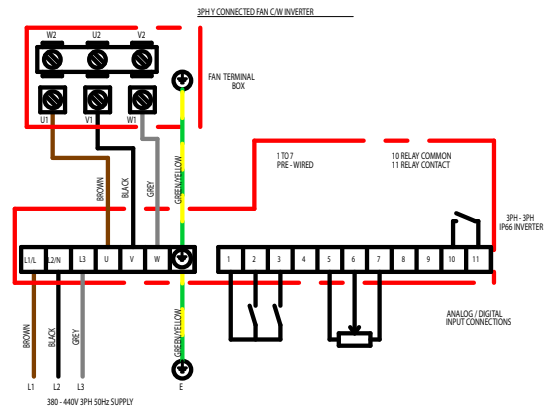 3PH Y CONNECTED FAN C/W INVERTER
W2 U2 V2
U1 V1 W1
FAN TERMINAL
BOX
BROWN
BLACK
GREY
GREEN/YELLOW
1 TO 7
PRE - WIRED
10 RELAY COMMON
11 RELAY CONTACT
3PH - 3PH
IP66 INVERTER
L1/L L2/N L3 U V W
1 2 3 4 5 6 7 8 9 10 11
BROWN
BLACK
GREY
GREEN/YELLOW
ANALOG / DIGITAL
INPUT CONNECTIONS
L1 L2 L3 E
380 - 440V 3PH 50Hz SUPPLY